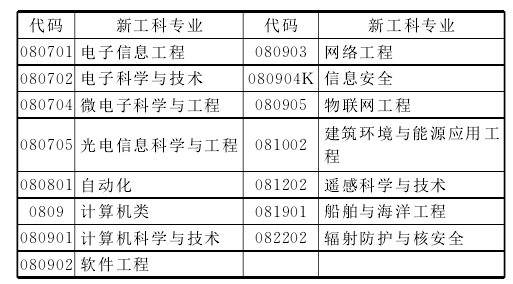 代码 新工科专业 代码 新工科专业
080701 电子信息工程 080903 网络工程
080702 电子科学与技术 080904K 信息安全
080704 微电子科学与工程 080905 物联网工程
080705 光电信息科学与工程 081002 建筑环境与能源应用工
程
080801 自动化 081202 遥感科学与技术
0809 计算机类 081901 船舶与海洋工程
080901 计算机科学与技术 082202 辐射防护与核安全
080902 软件工程